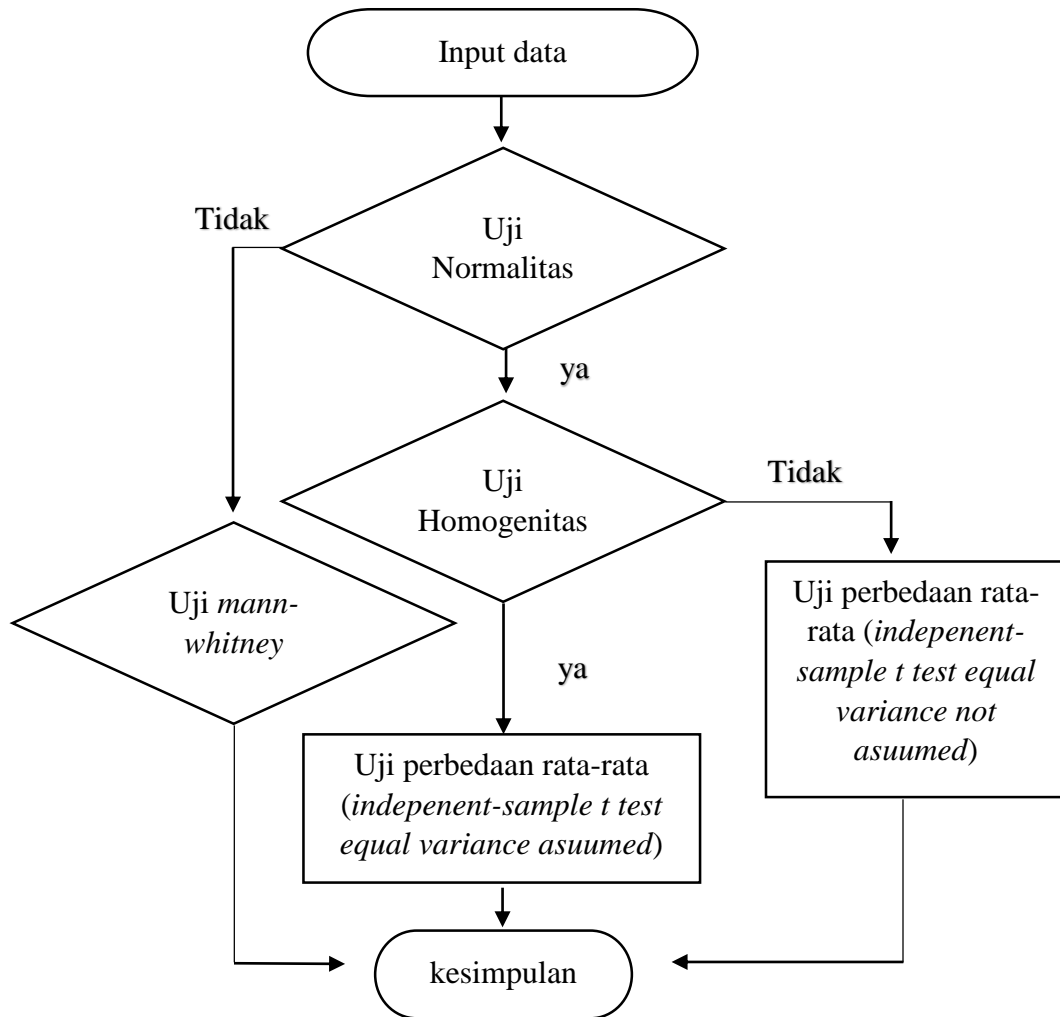 Input data
Tidak
Uji
Normalitas
ya
Uji
Homogenitas
Tidak
Uji mann-
whitney
Uji perbedaan rata-
rata (indepenent-
sample t test equal
variance not
asuumed)
ya
Uji perbedaan rata-rata
(indepenent-sample t test
equal variance asuumed)
kesimpulan